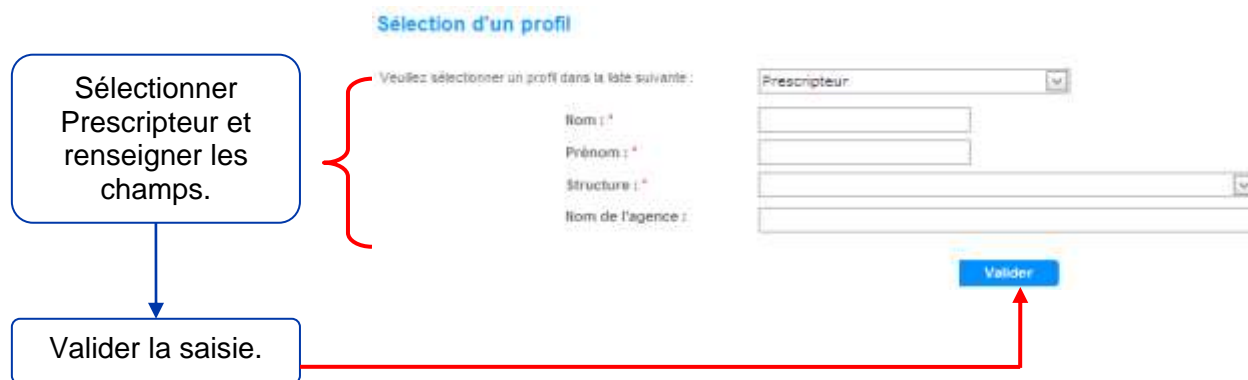 Sélection d'un profil
Sélectionner
Prescripteur et
renseigner les
champs.
Veuillez sélectionner un profil dans la liste suivante :
Prescripteur
Nom : *
Prénom : *
Structure : *
Nom de l'agence :
Valider
Valider la saisie.